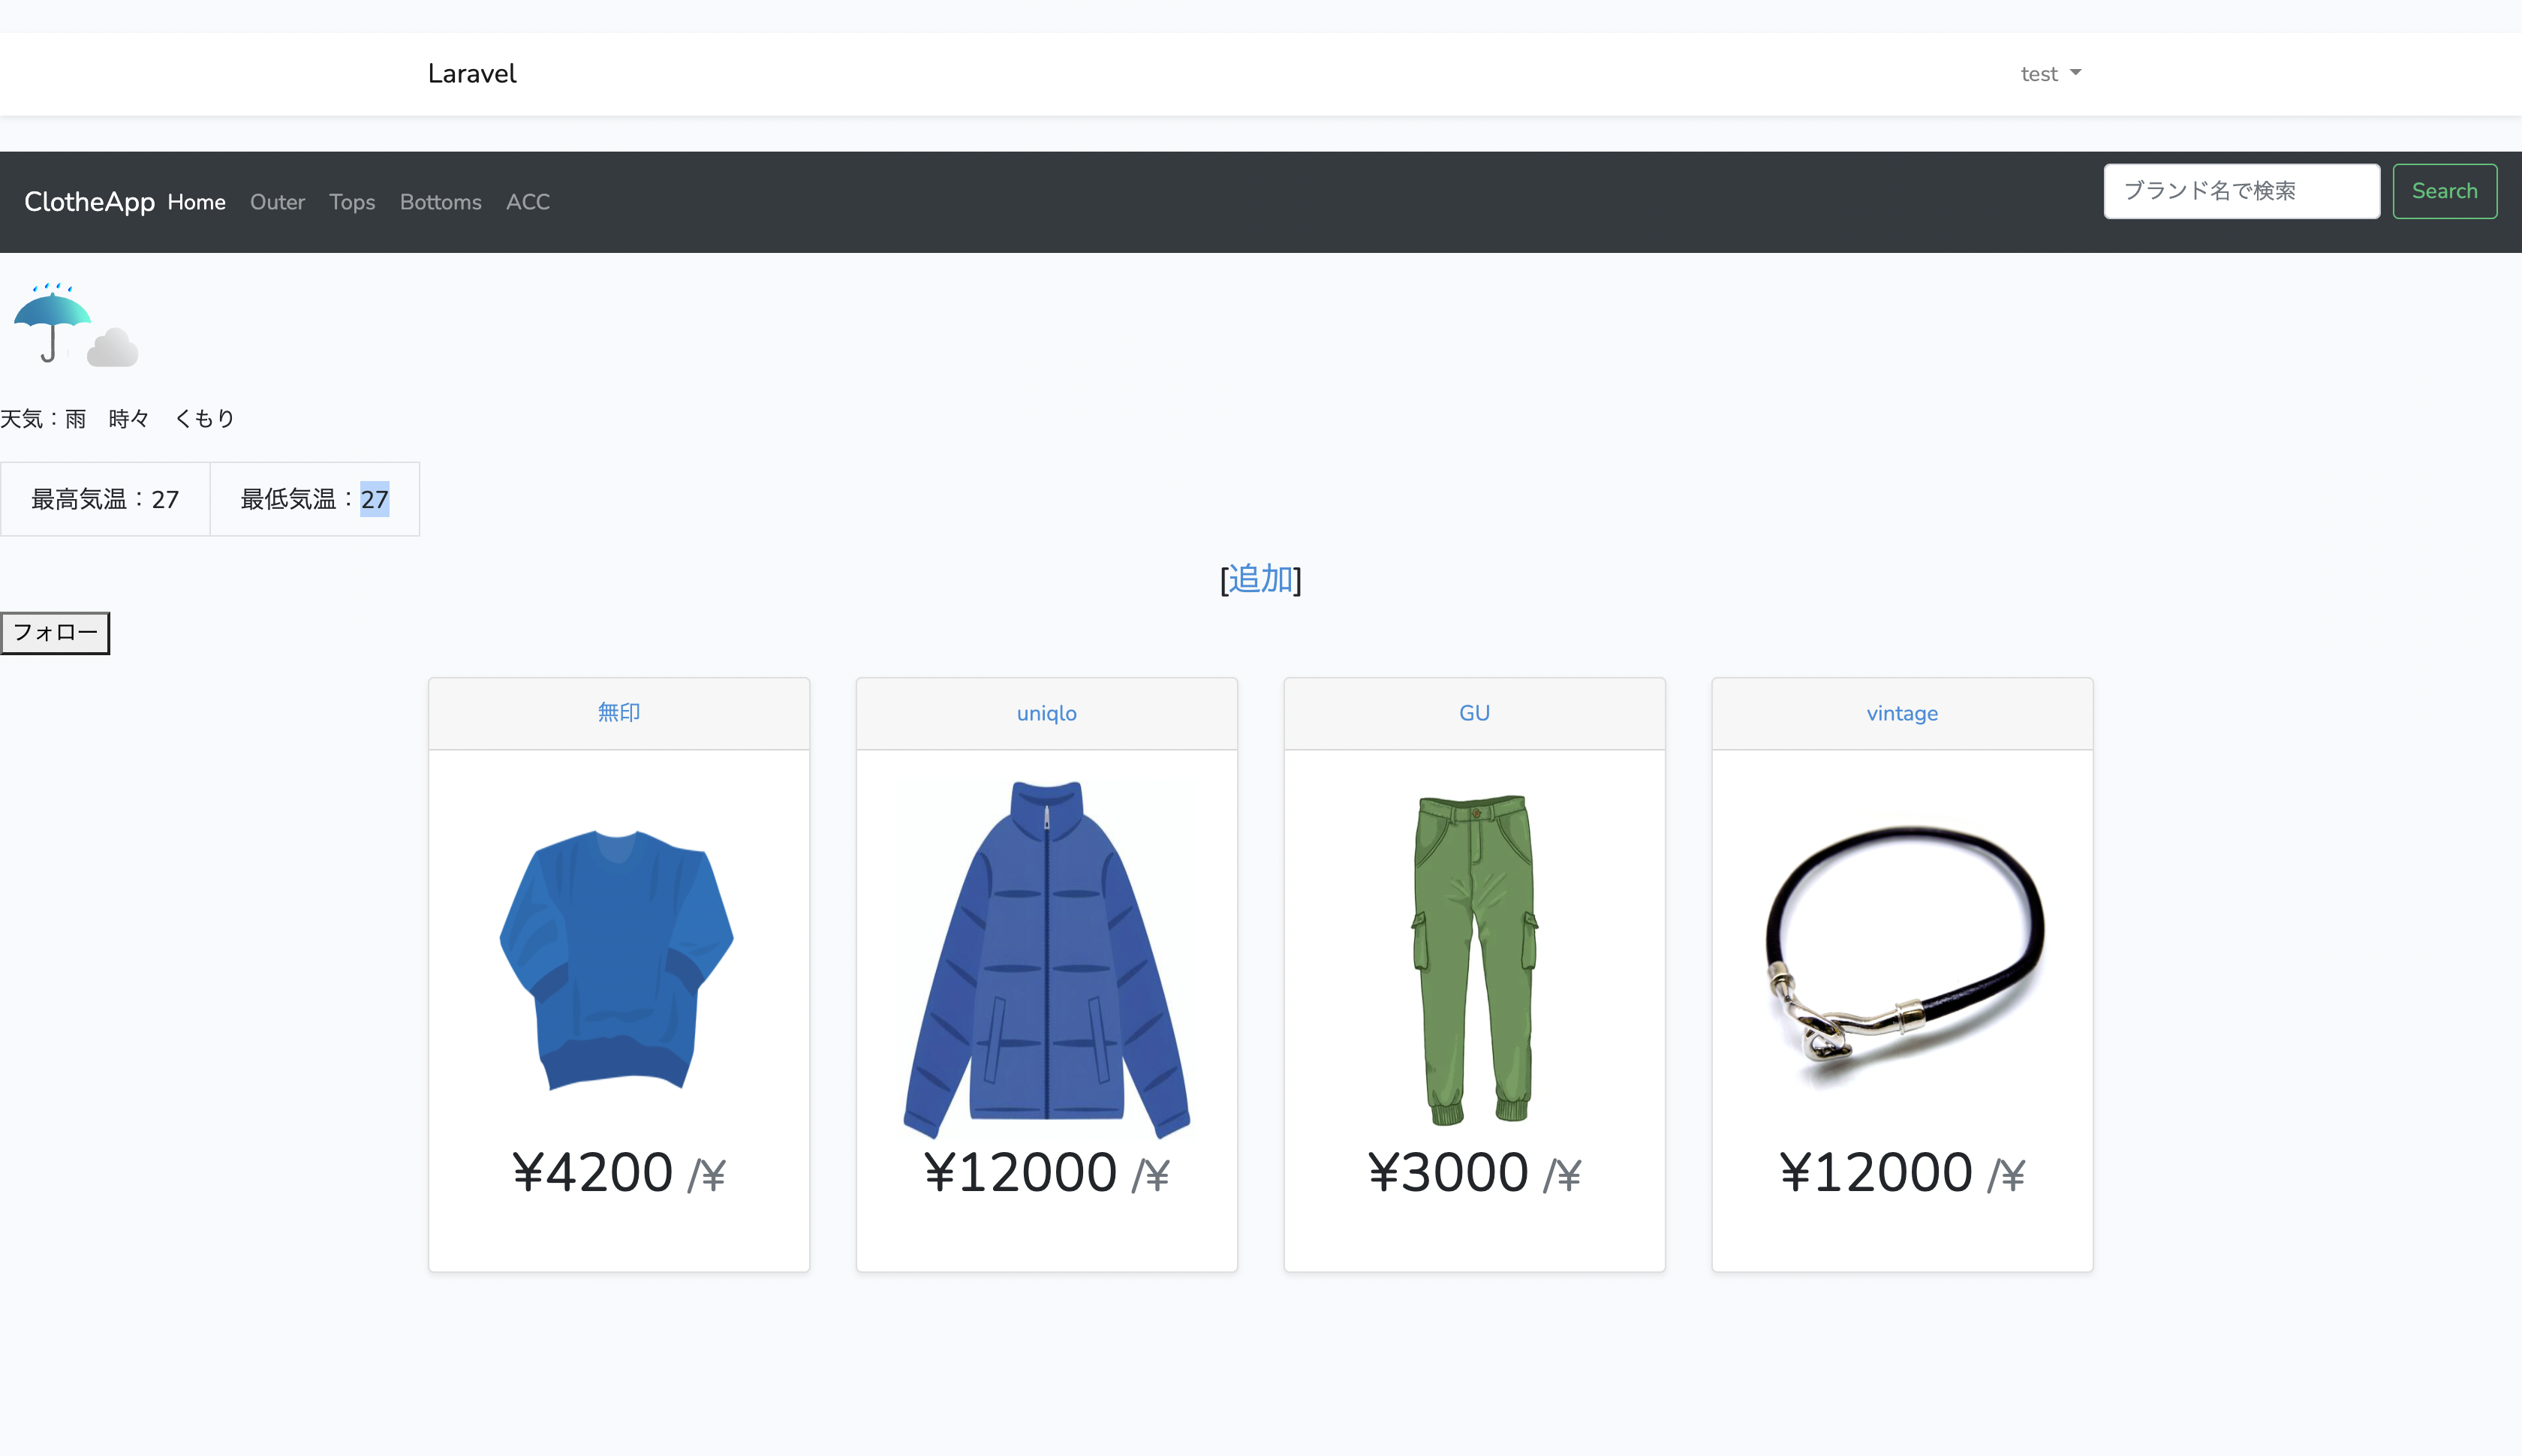 Laravel test
ClotheApp Home Outer Tops Bottoms ACC ブランド名で検索 Search
天気：雨　時々　くもり
最高気温：27 最低気温：27
[追加]
フォロー
無印 uniqlo GU vintage
¥4200 /¥ ¥12000 /¥ ¥3000 /¥ ¥12000 /¥